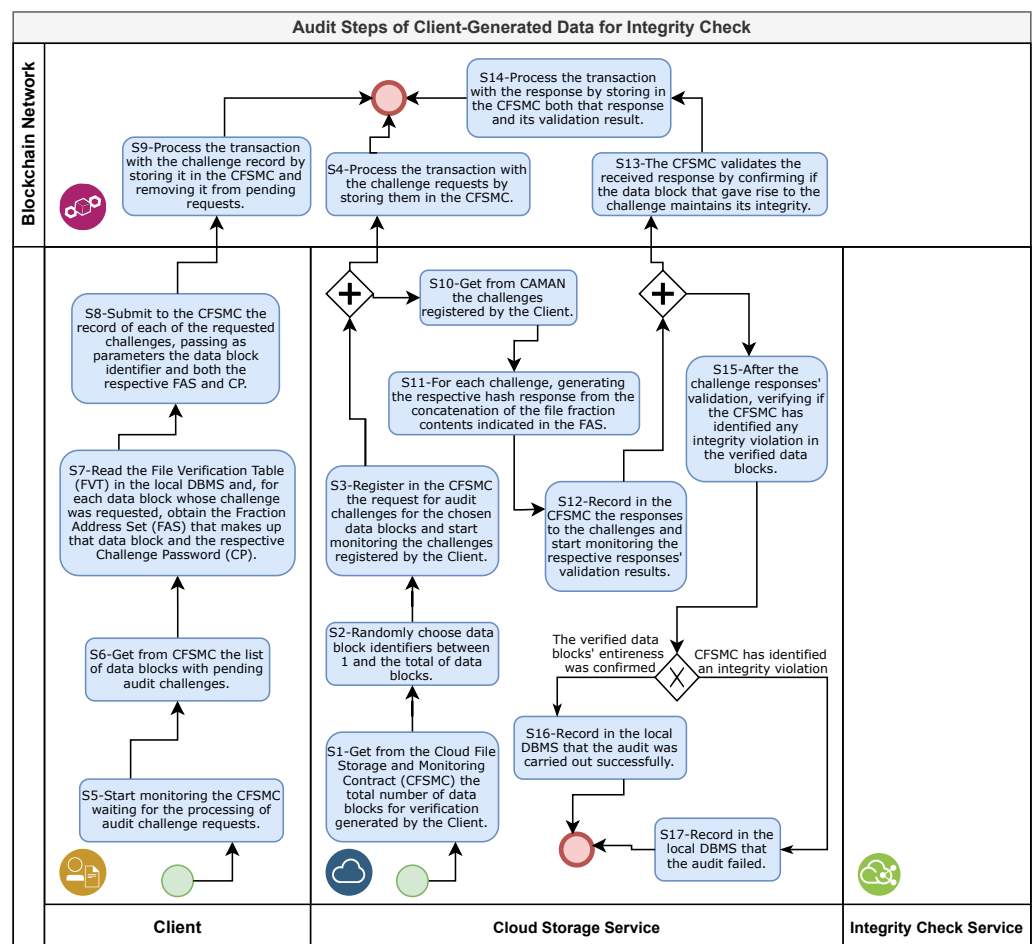 Audit Steps of Client-Generated Data for Integrity Check
Blockchain Network
S14-Process the transaction
with the response by storing in
the CFSMC both that response
and its validation result.
S9-Process the transaction
with the challenge record by
storing it in the CFSMC and
removing it from pending
requests.
S4-Process the transaction with
the challenge requests by
storing them in the CFSMC.
S13-The CFSMC validates the
received response by confirming if
the data block that gave rise to the
challenge maintains its integrity.
S8-Submit to the CFSMC the
record of each of the requested
challenges, passing as
parameters the data block
identifier and both the
respective FAS and CP.
S10-Get from CAMAN
the challenges
registered by the Client.
S11-For each challenge, generating
the respective hash response from the
concatenation of the file fraction
contents indicated in the FAS.
S15-After the
challenge responses'
validation, verifying if
the CFSMC has
identified any
integrity violation in
the verified data
blocks.
S7-Read the File Verification Table
(FVT) in the local DBMS and, for
each data block whose challenge
was requested, obtain the Fraction
Address Set (FAS) that makes up
that data block and the respective
Challenge Password (CP).
S3-Register in the CFSMC
the request for audit
challenges for the chosen
data blocks and start
monitoring the challenges
registered by the Client.
S12-Record in the
CFSMC the responses
to the challenges and
start monitoring the
respective responses'
validation results.
S6-Get from CFSMC the list
of data blocks with pending
audit challenges.
S2-Randomly choose data
block identifiers between
1 and the total of data
blocks.
The verified data
blocks' entireness
was confirmed
CFSMC has identified
an integrity violation
X
S16-Record in the local
DBMS that the audit was
carried out successfully.
S5-Start monitoring the CFSMC
waiting for the processing of
audit challenge requests.
S1-Get from the Cloud File
Storage and Monitoring
Contract (CFSMC) the
total number of data
blocks for verification
generated by the Client.
S17-Record in the
local DBMS that
the audit failed.
Client
Cloud Storage Service
Integrity Check Service